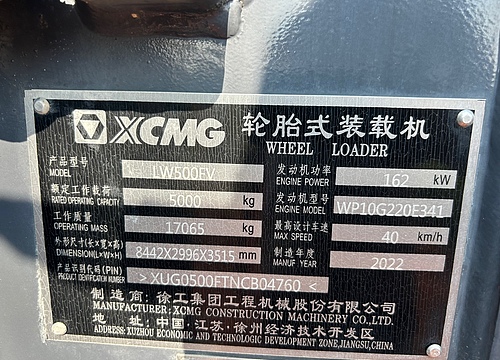 XCMG 轮胎式装载机
WHEEL LOADER
产品型号
MODEL
LW500FV
额定工作载荷
RATED OPERATING CAPACITY
5000 kg
工作质量
OPERATING MASS
17065 kg
外形尺寸(长×宽×高)
DIMENSION(L×W×H)
8442X2996X3515 mm
发动机功率
ENGINE POWER
162 kW
发动机型号
ENGINE MODEL
WP10G220E341
最高设计车速
MAX SPEED
40 km/h
制造年度
MANUF YEAR
2022
产品识别代码(PIN)
PRODUCT IDENTIFICATION NUMBER
> XUG0500FTNCB04760 <
制造商：徐工集团工程机械股份有限公司
MANUFACTURER: XCMG CONSTRUCTION MACHINERY CO.,LTD.
地 址：中国·江苏·徐州经济技术开发区
ADDRESS: XUZHOU ECONOMIC AND TECHNOLOGIC DEVELOPMENT ZONE,JIANGSU,CHINA